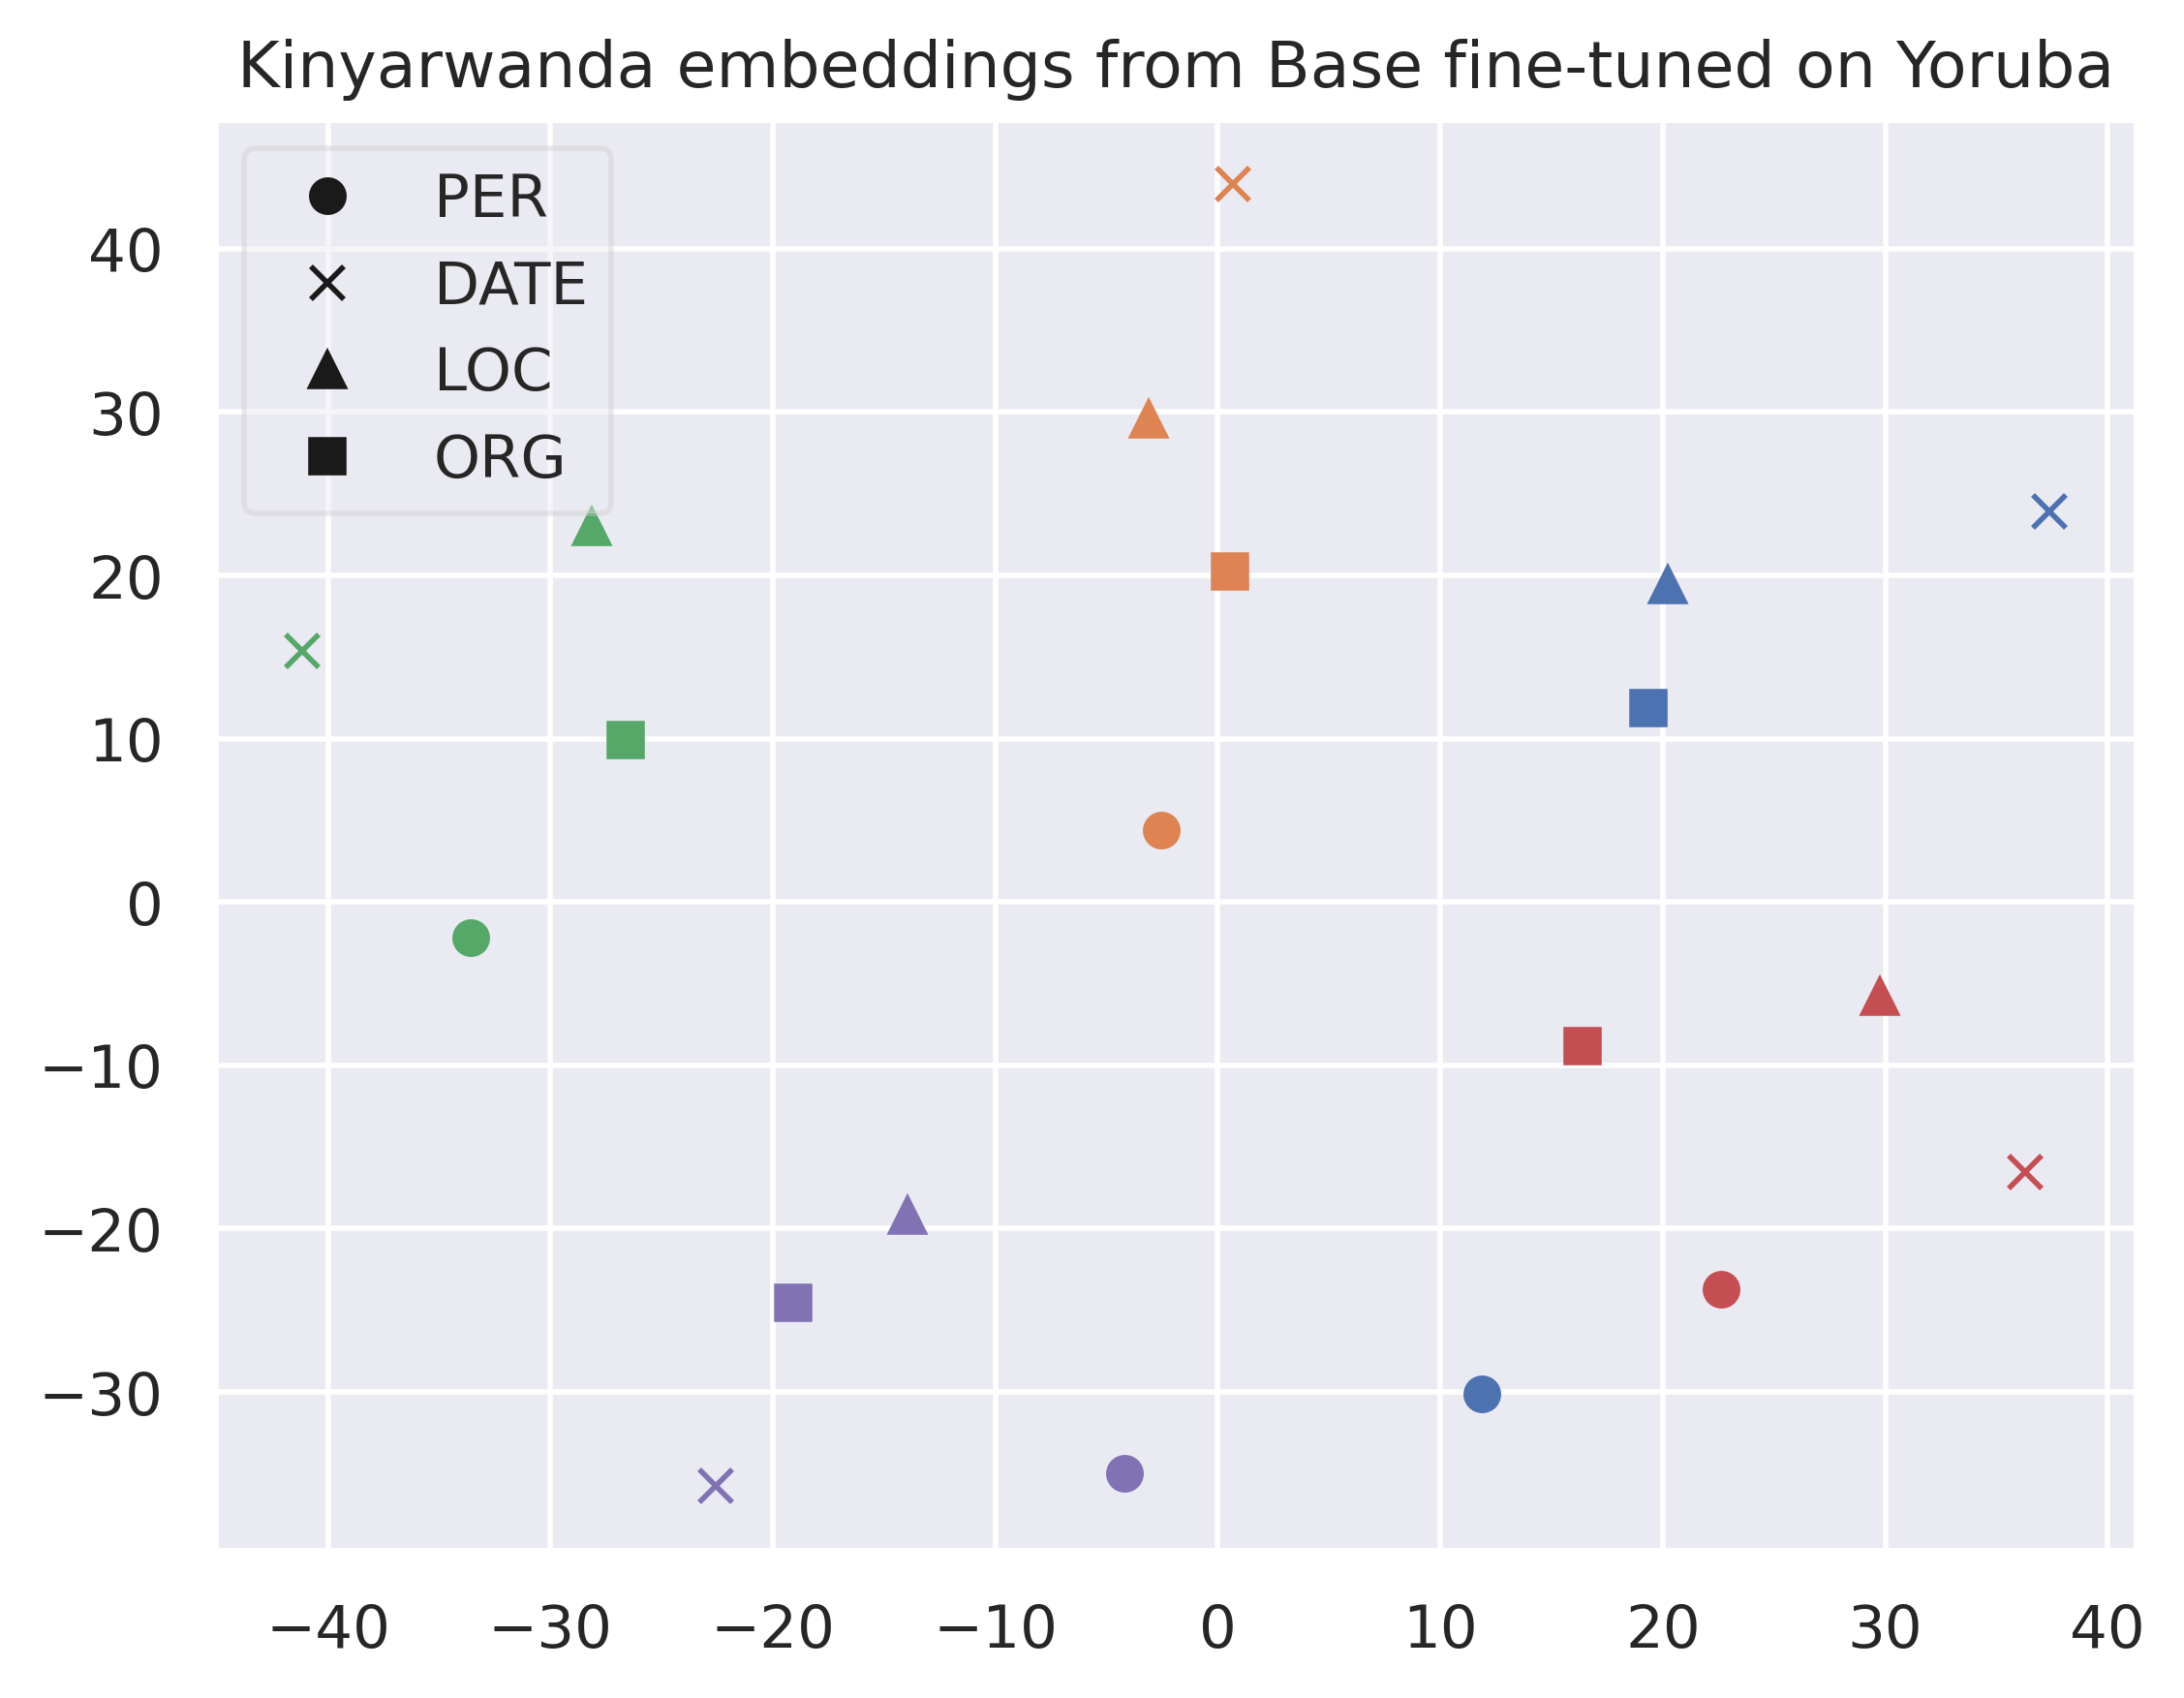 Kinyarwanda embeddings from Base fine-tuned on Yoruba
PER
DATE
LOC
ORG
40
30
20
10
0
−10
−20
−30
−40 −30 −20 −10 0 10 20 30 40